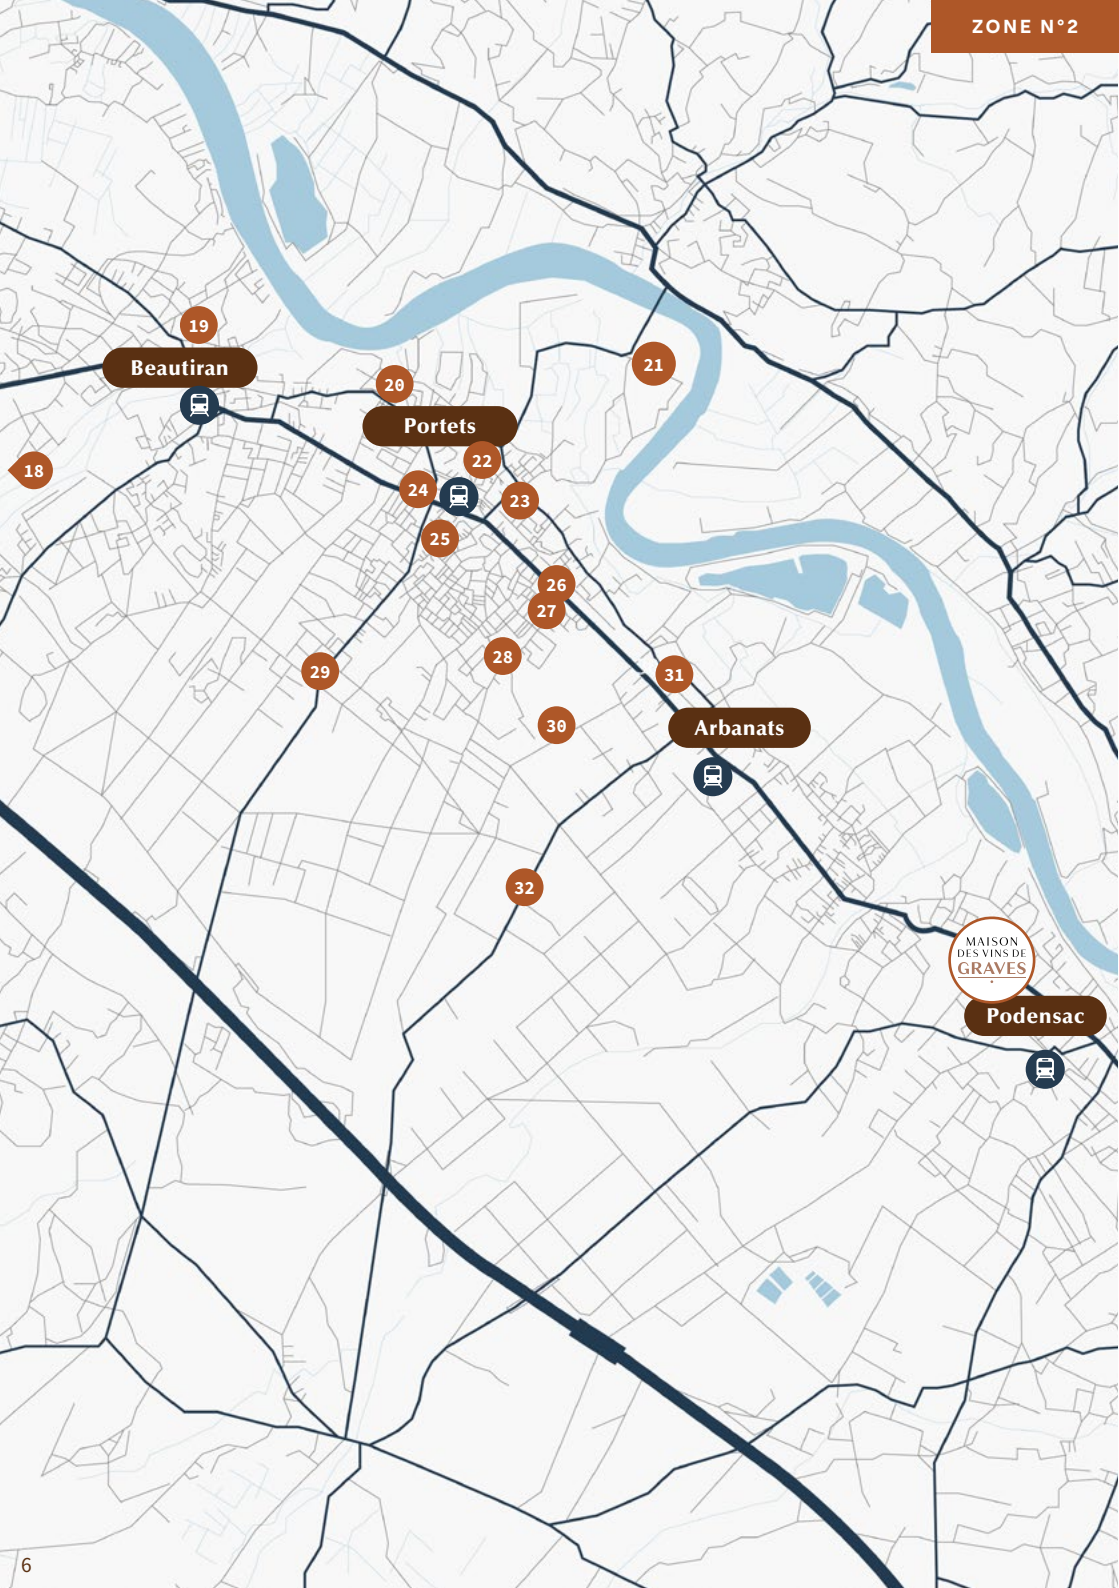 ZONE N°2
19
Beautiran
20
21
Portets
18
22
24
23
25
26
27
28
29
31
30
Arbanats
32
MAISON
DES VINS DE
GRAVES
Podensac
6